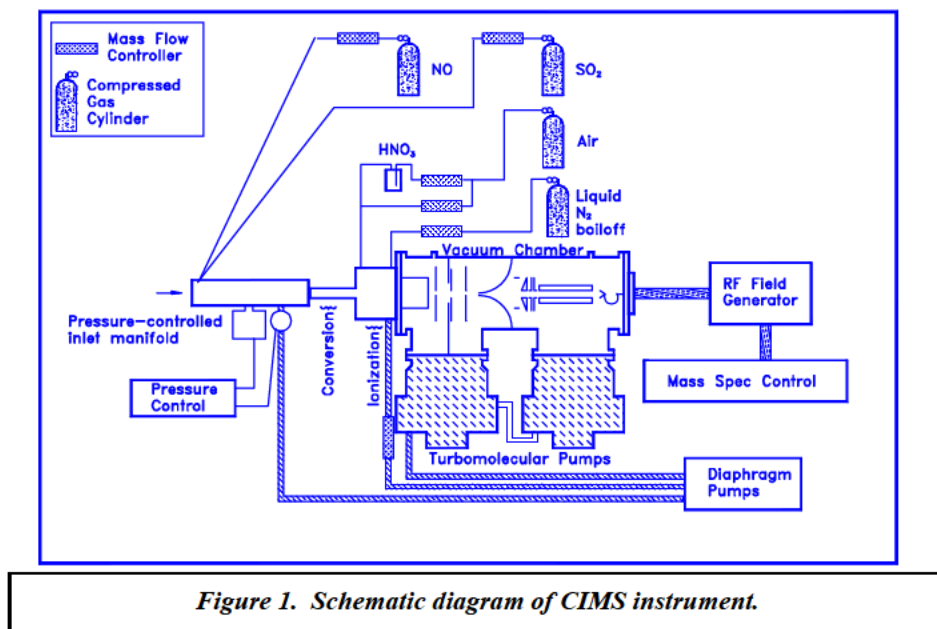 Mass Flow
Controller
Compressed
Gas
Cylinder
NO
SO₂
Air
HNO₃
Liquid
N₂
boiloff
Vacuum Chamber
RF Field
Generator
Pressure-controlled
inlet manifold
Conversion{
Ionization{
Pressure
Control
Mass Spec Control
Turbomolecular Pumps
Diaphragm
Pumps
Figure 1. Schematic diagram of CIMS instrument.